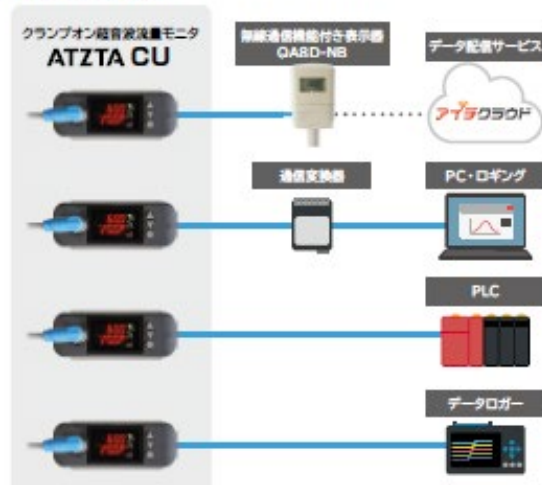 クランプオン超音波流量モニタ
ATZTA CU
無線通信機能付き表示器
QA8D-NB
データ配信サービス
アイデクラウド
通信変換器
PC・ロギング
PLC
データロガー